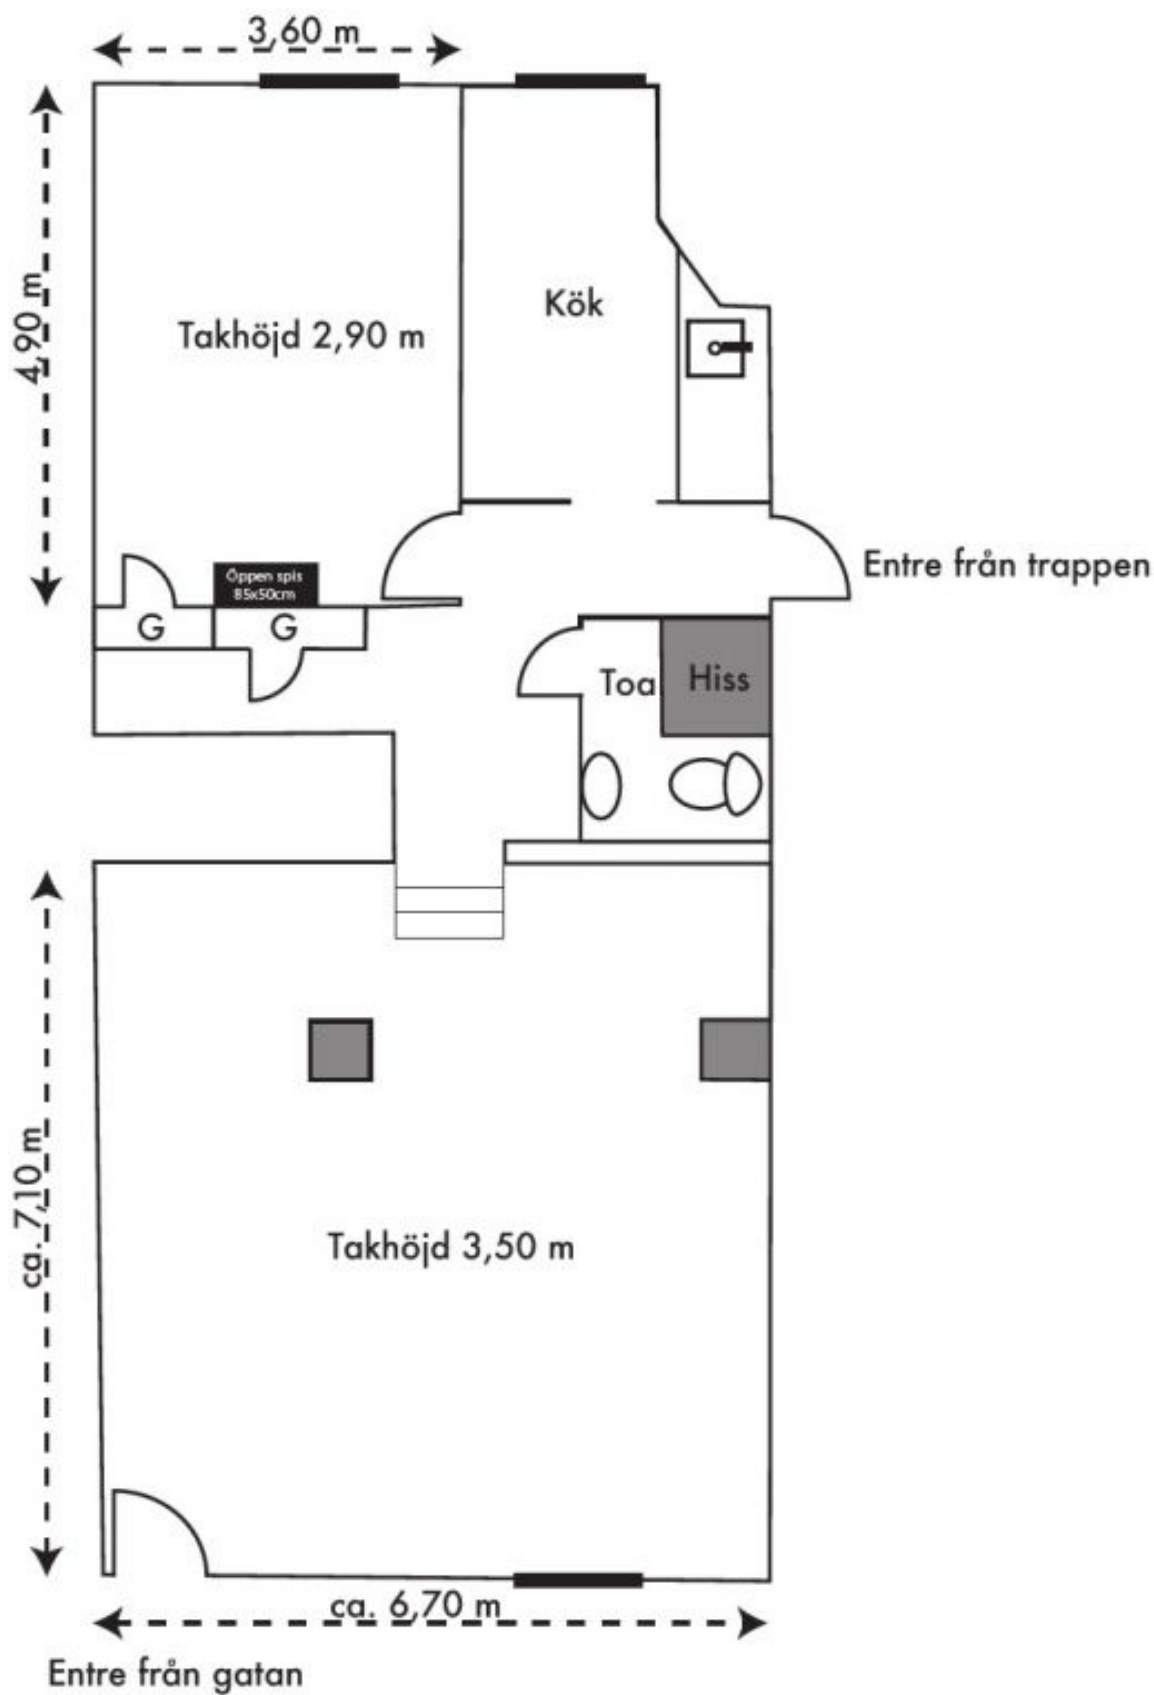 3,60 m
4,90 m
Kök
Takhöjd 2,90 m
Entre från trappen
Öppen spis
85x50cm
G
G
Toa
Hiss
ca. 7,10 m
Takhöjd 3,50 m
ca. 6,70 m
Entre från gatan